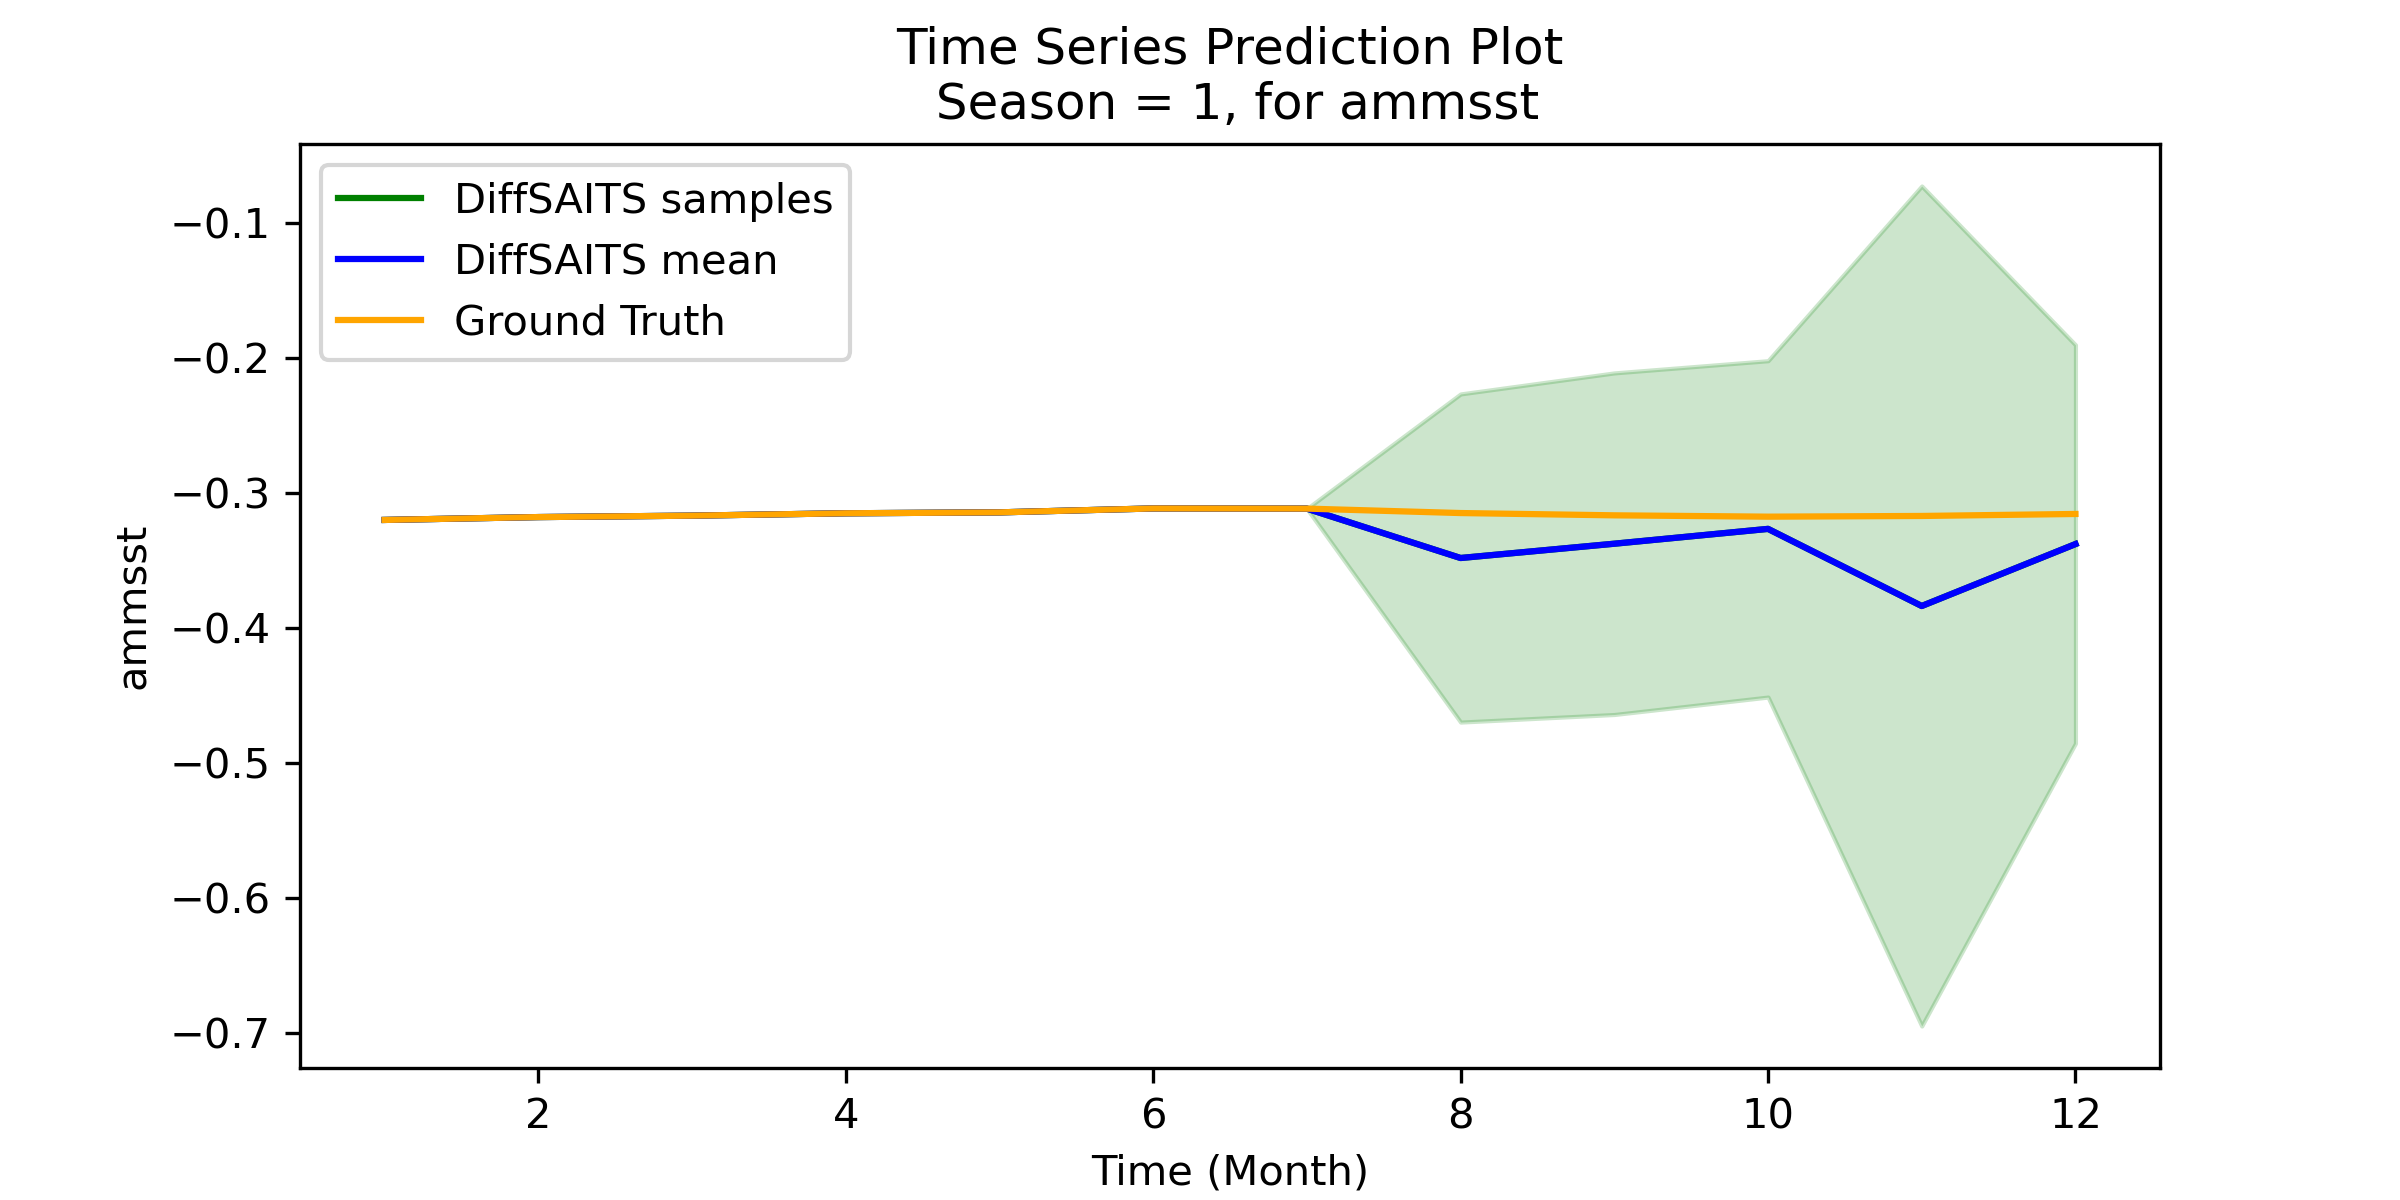 Time Series Prediction Plot
Season = 1, for ammsst
DiffSAITS samples
DiffSAITS mean
Ground Truth
−0.1
−0.2
−0.3
−0.4
−0.5
−0.6
−0.7
ammsst
2 4 6 8 10 12
Time (Month)